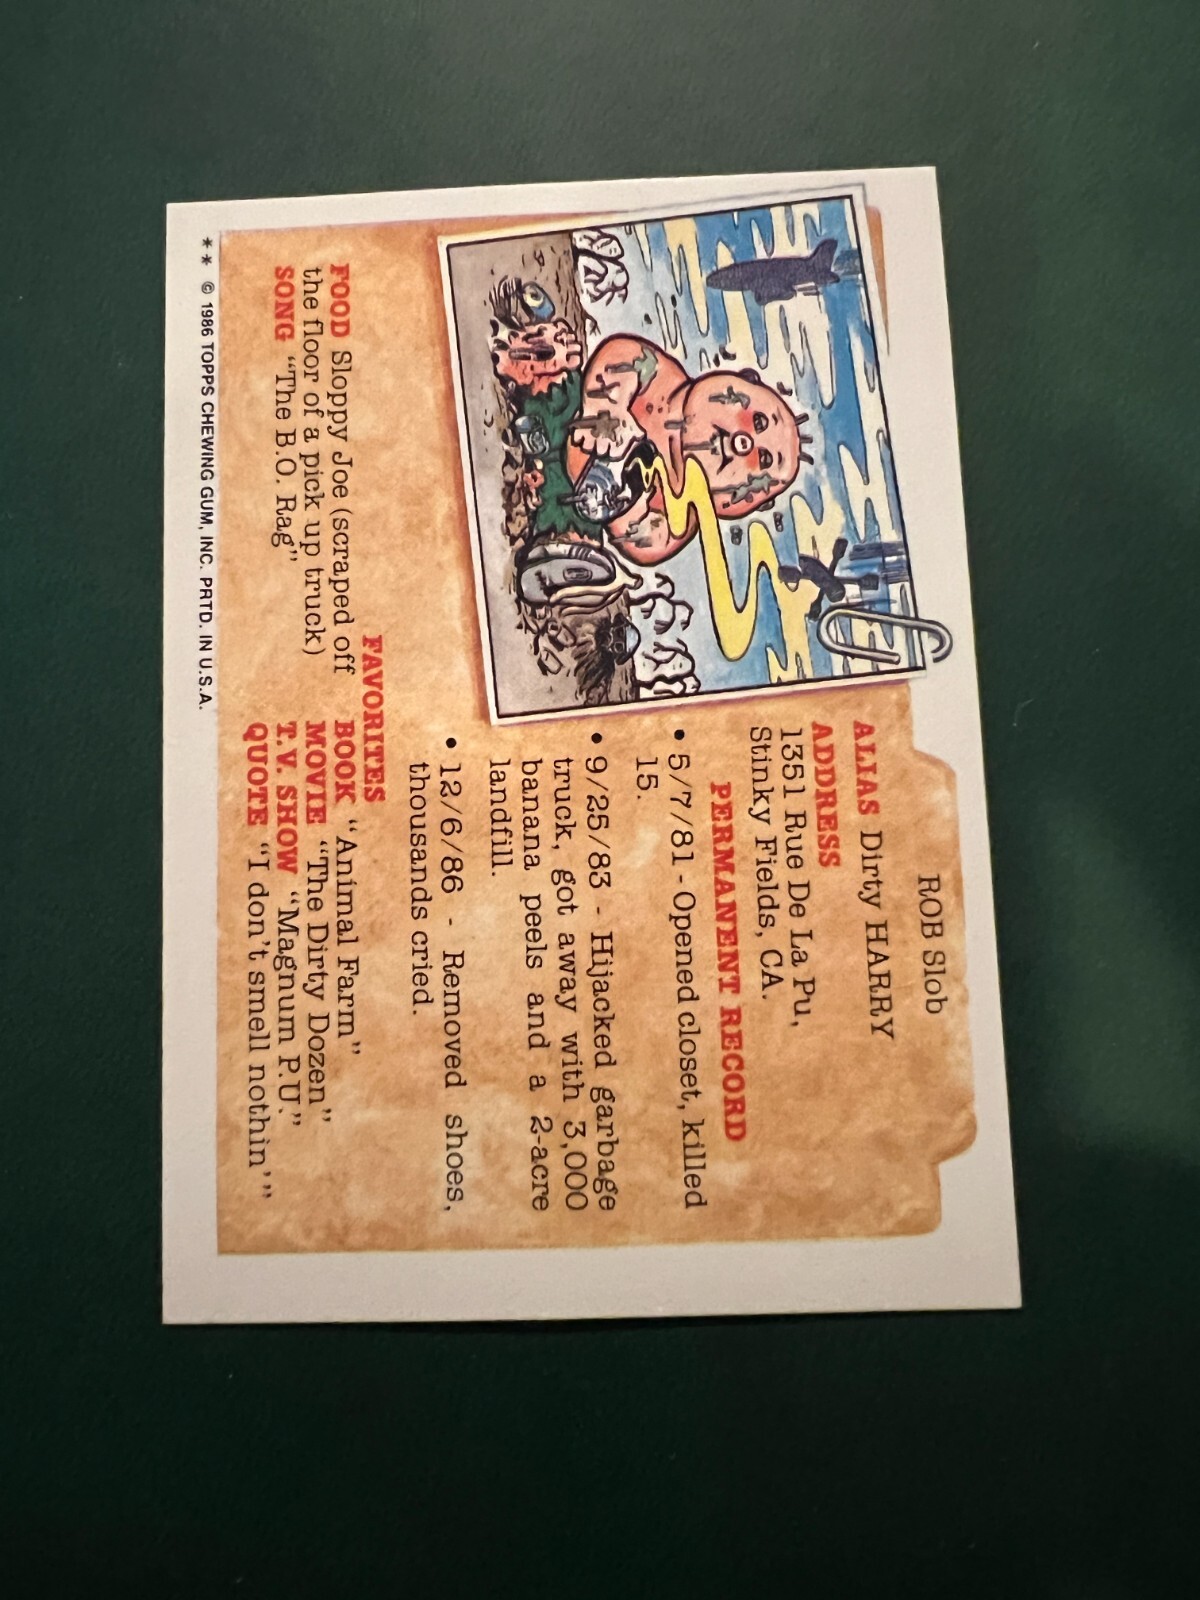 ROB Slob
ALIAS Dirty HARRY
ADDRESS
1351 Rue De La Pu,
Stinky Fields, CA.
PERMANENT RECORD
• 5/7/81 - Opened closet, killed
15.
• 9/25/83 - Hijacked garbage
truck, got away with 3,000
banana peels and a 2-acre
landfill.
• 12/6/86 - Removed shoes,
thousands cried.
FAVORITES
FOOD Sloppy Joe (scraped off
the floor of a pick up truck)
SONG "The B.O. Rag"
BOOK "Animal Farm"
MOVIE "The Dirty Dozen"
T.V. SHOW "Magnum P.U."
QUOTE "I don't smell nothin'"
** © 1986 TOPPS CHEWING GUM, INC. PRTD. IN U.S.A.